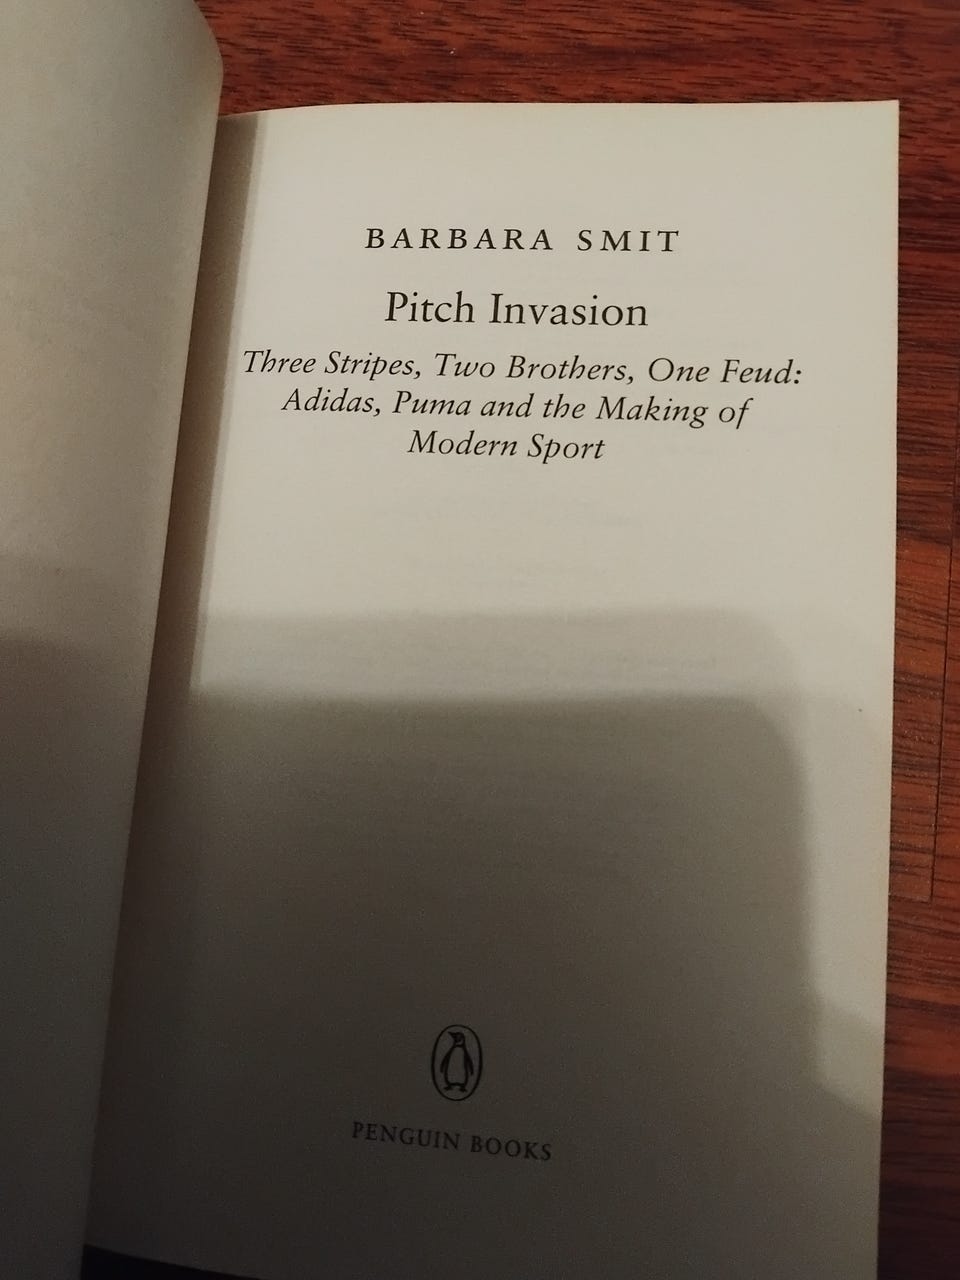 BARBARA SMIT
Pitch Invasion
Three Stripes, Two Brothers, One Feud:
Adidas, Puma and the Making of
Modern Sport
PENGUIN BOOKS